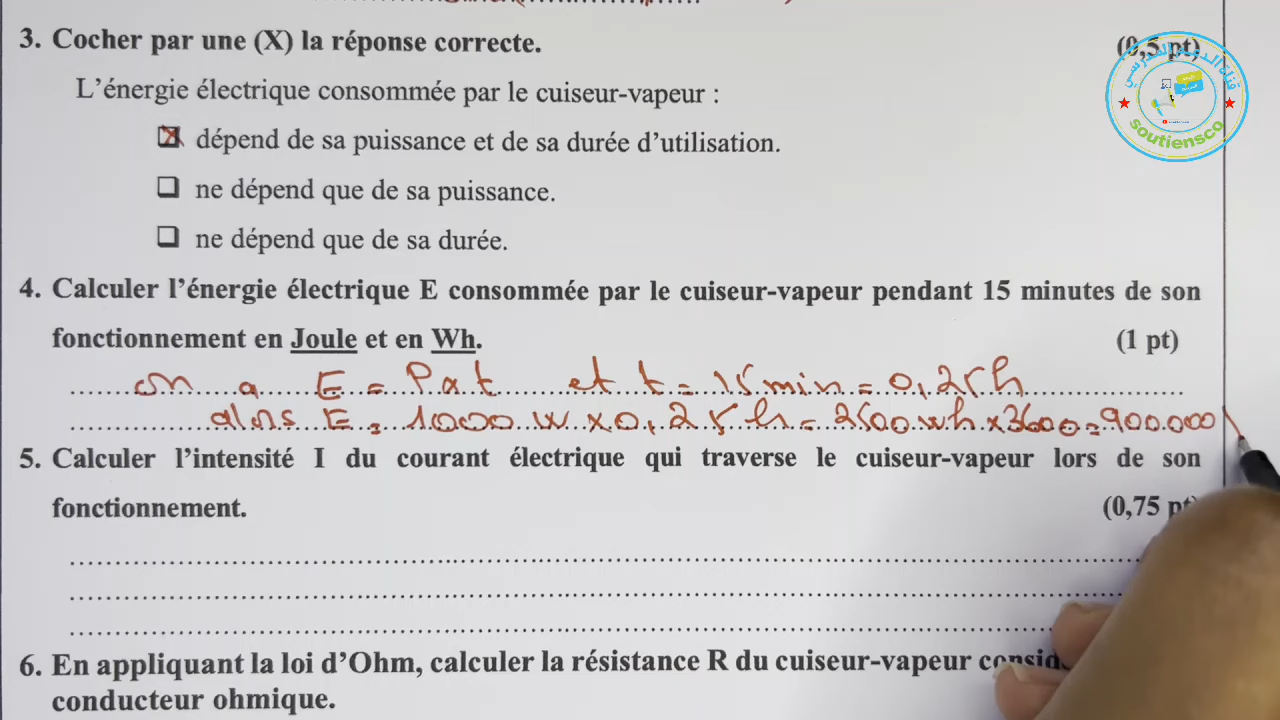 3. Cocher par une (X) la réponse correcte. (0,5 pt)
L'énergie électrique consommée par le cuiseur-vapeur :
dépend de sa puissance et de sa durée d'utilisation.
ne dépend que de sa puissance.
ne dépend que de sa durée.
4. Calculer l'énergie électrique E consommée par le cuiseur-vapeur pendant 15 minutes de son
fonctionnement en Joule et en Wh. (1 pt)
on a E = P x t et t = 15 min = 0,25 h
alors E = 1000 w x 0,25 h = 2500 wh x 3600 = 900.000
5. Calculer l'intensité I du courant électrique qui traverse le cuiseur-vapeur lors de son
fonctionnement. (0,75 pt)
6. En appliquant la loi d'Ohm, calculer la résistance R du cuiseur-vapeur
conducteur ohmique.
Soutiensco